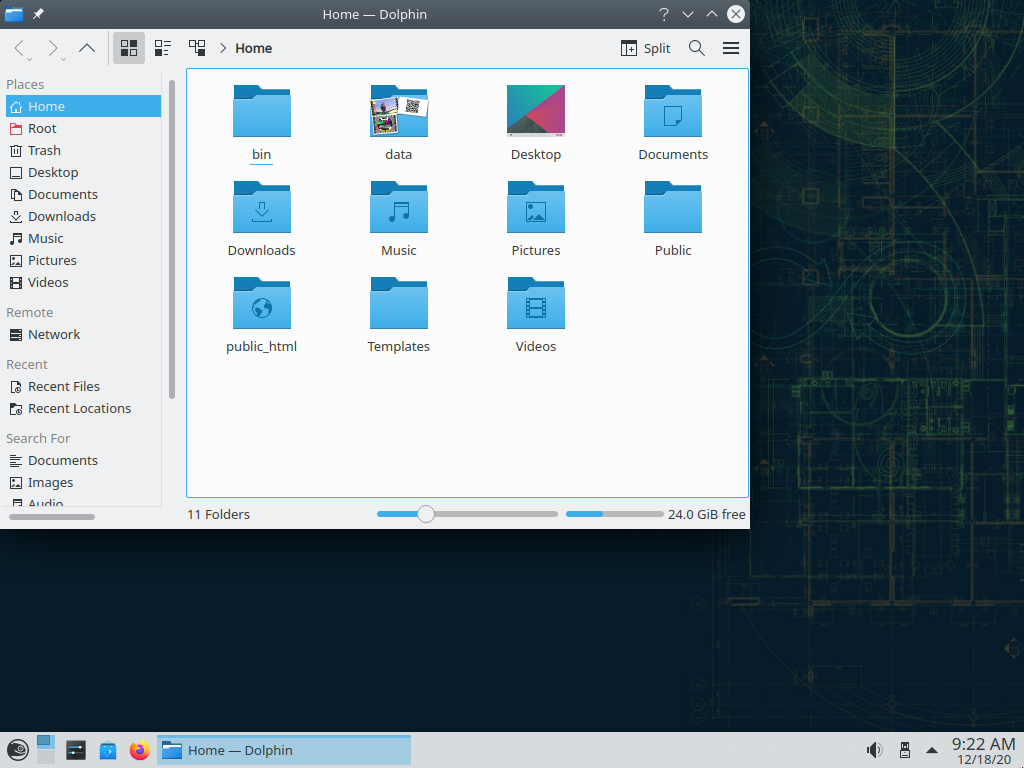 Home — Dolphin
Split
Home
Places
Home
Root
Trash
Desktop
Documents
Downloads
Music
Pictures
Videos
Remote
Network
Recent
Recent Files
Recent Locations
Search For
Documents
Images
Audio
bin
data
Desktop
Documents
Downloads
Music
Pictures
Public
public_html
Templates
Videos
11 Folders
24.0 GiB free
Home — Dolphin
9:22 AM
12/18/20